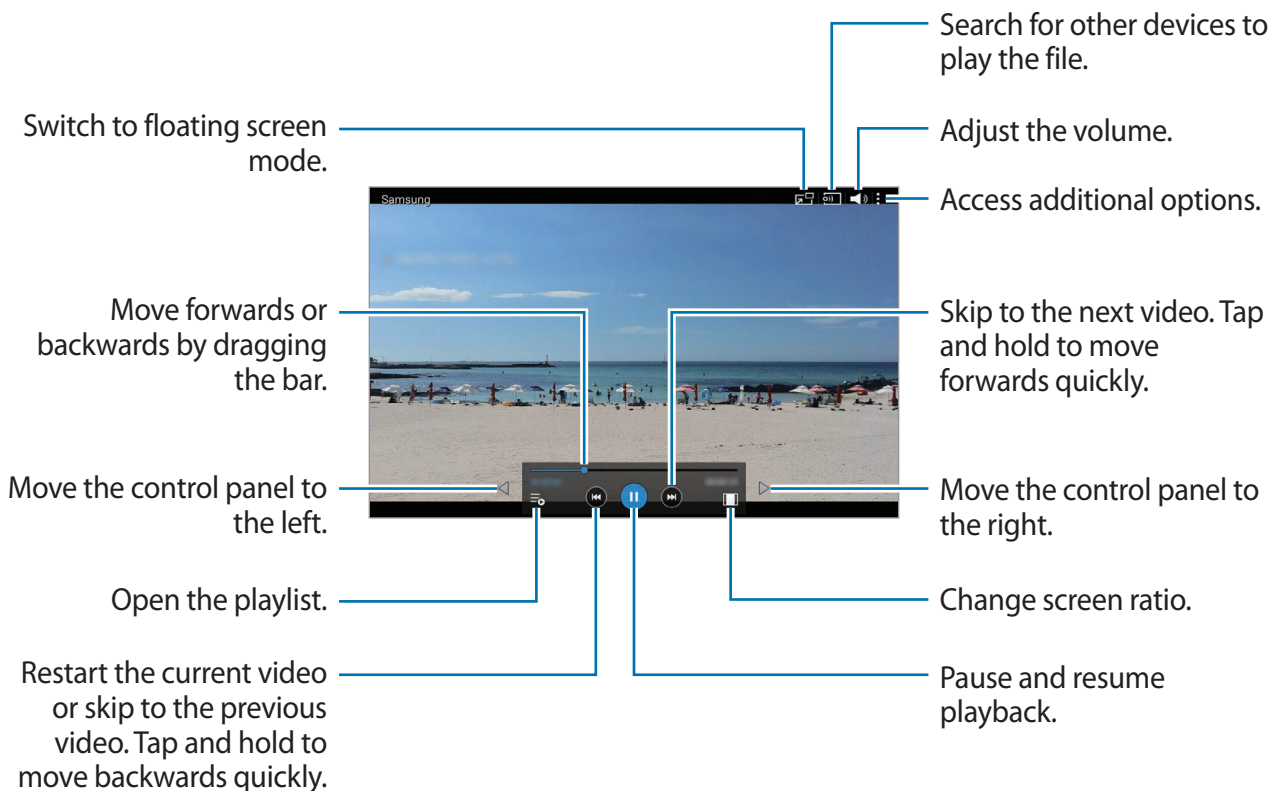 Search for other devices to
play the file.
Switch to floating screen
mode.
Adjust the volume.
Samsung
Access additional options.
Move forwards or
backwards by dragging
the bar.
Skip to the next video. Tap
and hold to move
forwards quickly.
Move the control panel to
the left.
Move the control panel to
the right.
Open the playlist.
Change screen ratio.
Restart the current video
or skip to the previous
video. Tap and hold to
move backwards quickly.
Pause and resume
playback.